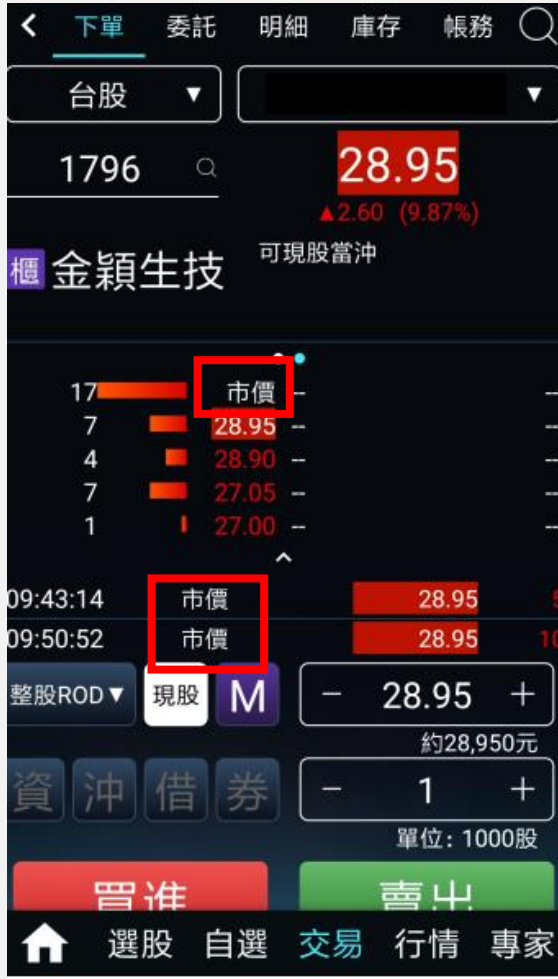 下單 委託 明細 庫存 帳務
台股 ▼ ▼
1796 28.95
▲2.60 (9.87%)
櫃 金穎生技 可現股當沖
17 市價 -- --
7 28.95 -- --
4 28.90 -- --
7 27.05 -- --
1 27.00 -- --
09:43:14 市價 28.95 5
09:50:52 市價 28.95 10
整股ROD▼ 現股 M − 28.95 +
約28,950元
資 沖 借 券 − 1 +
單位: 1000股
買進 賣出
選股 自選 交易 行情 專家